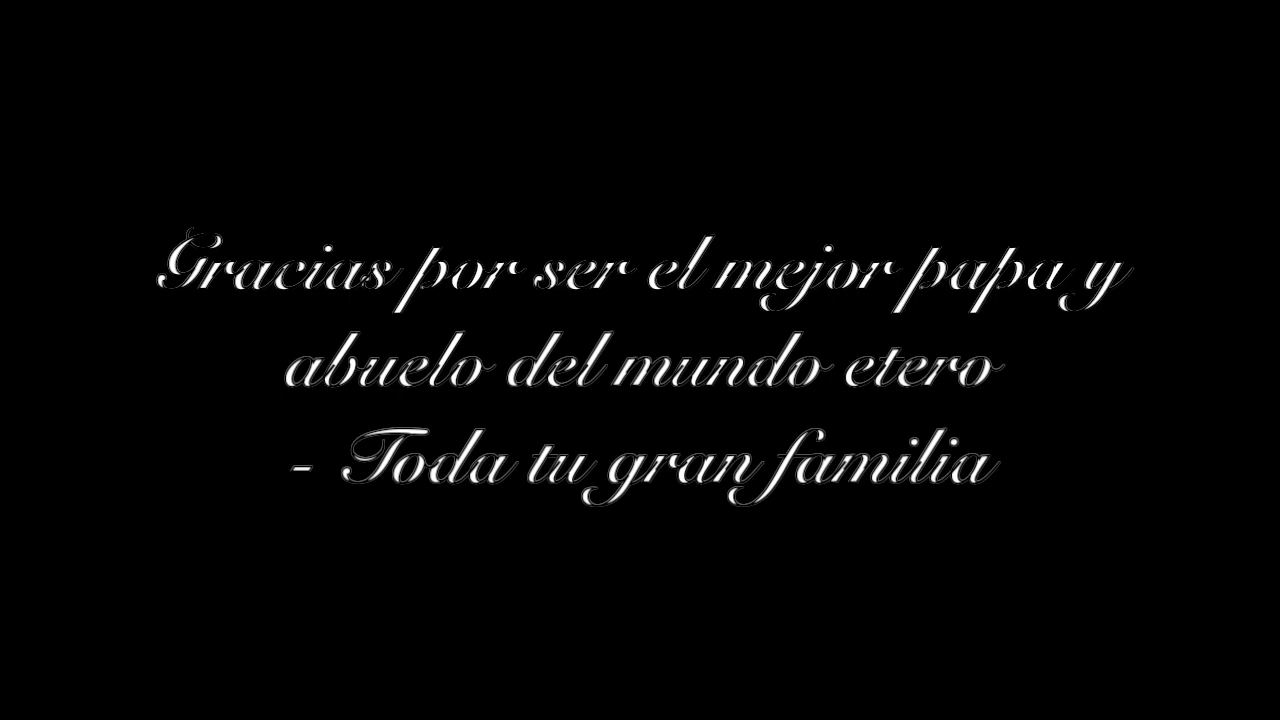 Gracias por ser el mejor papa y
abuelo del mundo etero
- Toda tu gran familia